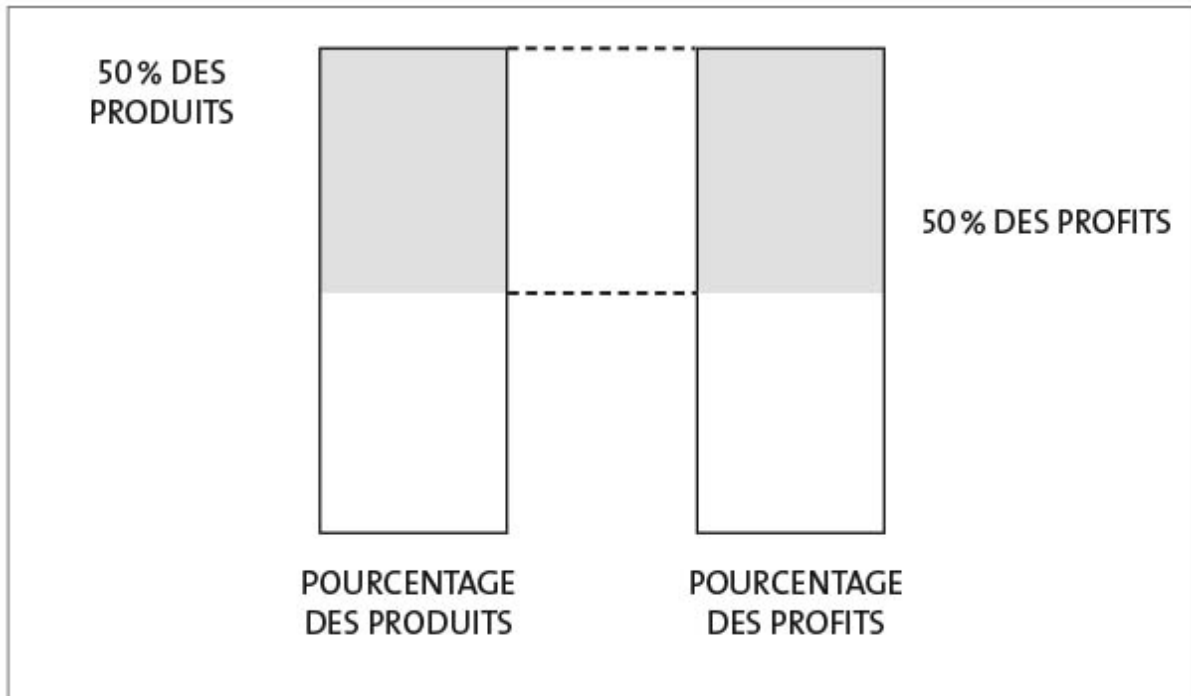 50 % DES
PRODUITS
50 % DES PROFITS
POURCENTAGE
DES PRODUITS
POURCENTAGE
DES PROFITS